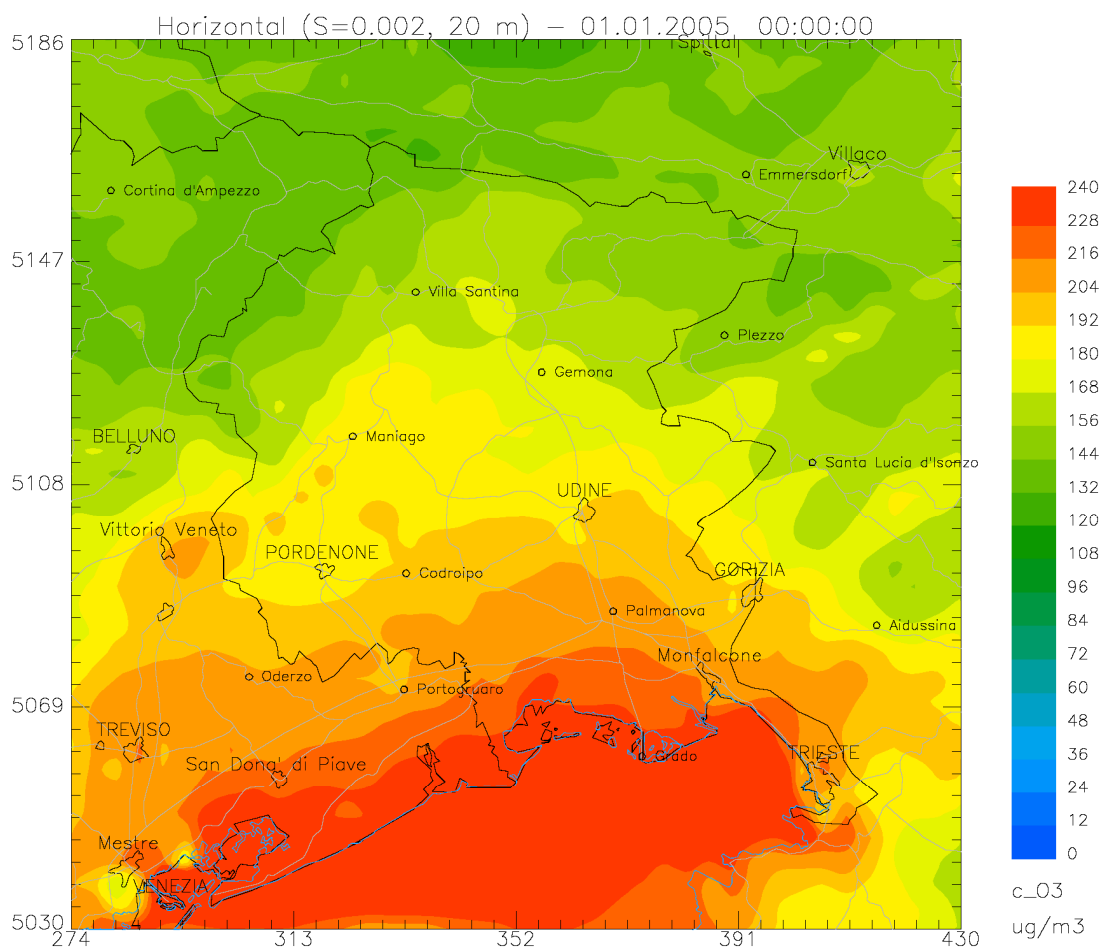 Horizontal (S=0.002, 20 m) − 01.01.2005 00:00:00
5186
Spittal
Villaco
Emmersdorf
Cortina d'Ampezzo
240
228
216
204
192
180
168
156
144
132
120
108
96
84
72
60
48
36
24
12
0
c_O3
ug/m3
5147
Villa Santina
Plezzo
Gemona
BELLUNO
Maniago
Santa Lucia d'Isonzo
5108
UDINE
Vittorio Veneto
PORDENONE
Codroipo
GORIZIA
Palmanova
Aidussina
Monfalcone
Oderzo
Portogruaro
5069
TREVISO
Grado
TRIESTE
San Dona' di Piave
Mestre
VENEZIA
5030
274 313 352 391 430